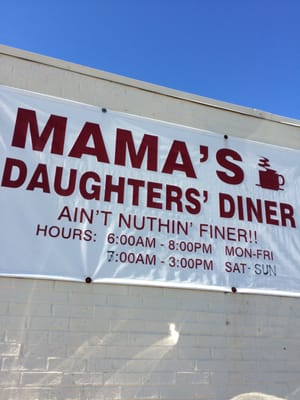 MAMA'S
DAUGHTERS' DINER
AIN'T NUTHIN' FINER!!
HOURS: 6:00AM - 8:00PM MON-FRI
7:00AM - 3:00PM SAT- SUN